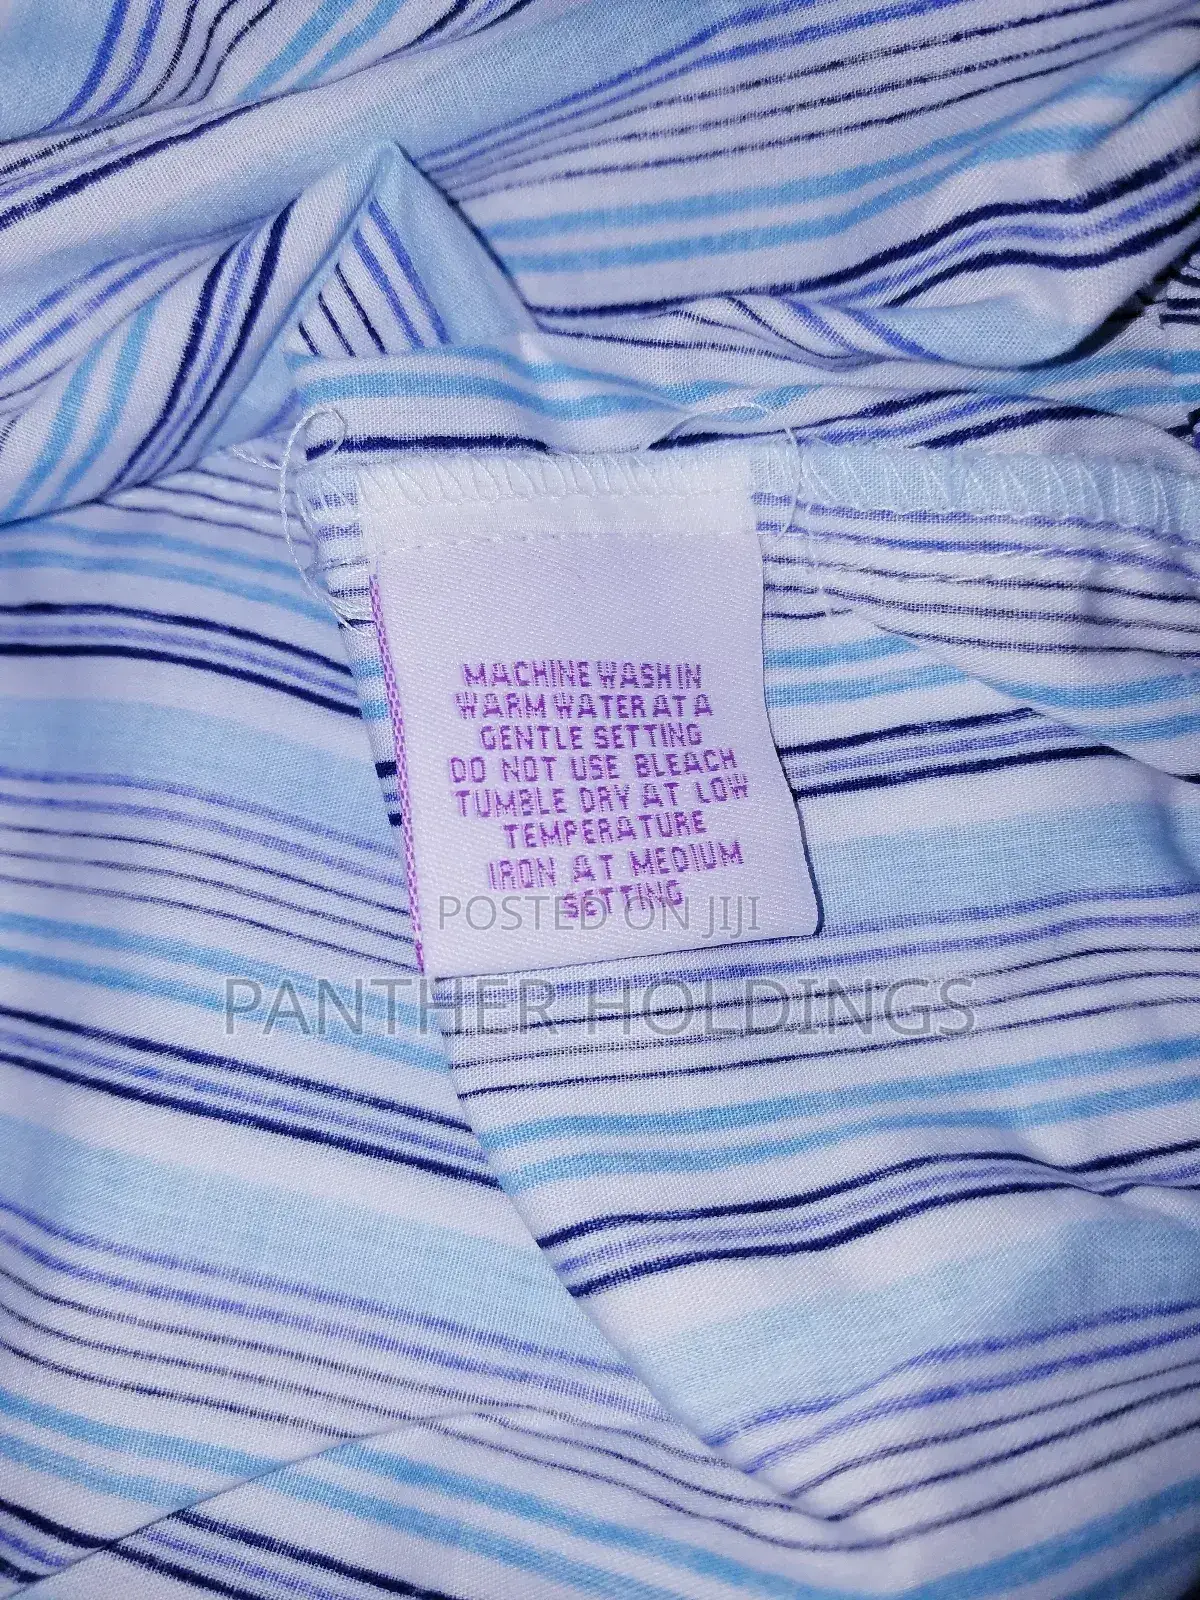 MACHINE WASH IN
WARM WATER AT A
GENTLE SETTING
DO NOT USE BLEACH
TUMBLE DRY AT LOW
TEMPERATURE
IRON AT MEDIUM
SETTING
POSTED ON JIJI
PANTHER HOLDINGS